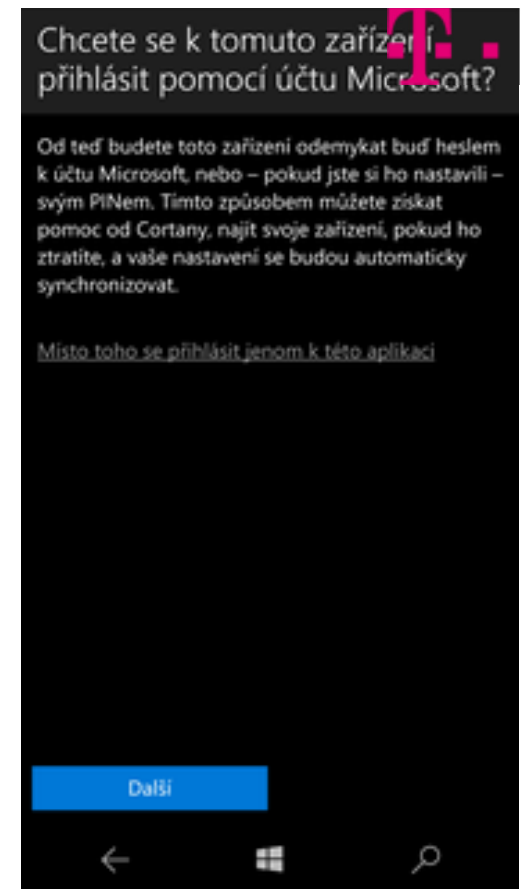 Chcete se k tomuto zařízení
přihlásit pomocí účtu Microsoft?
Od teď budete toto zařízení odemykat buď heslem
k účtu Microsoft, nebo – pokud jste si ho nastavili –
svým PINem. Tímto způsobem můžete získat
pomoc od Cortany, najít svoje zařízení, pokud ho
ztratíte, a vaše nastavení se budou automaticky
synchronizovat.
Místo toho se přihlásit jenom k této aplikaci
Další